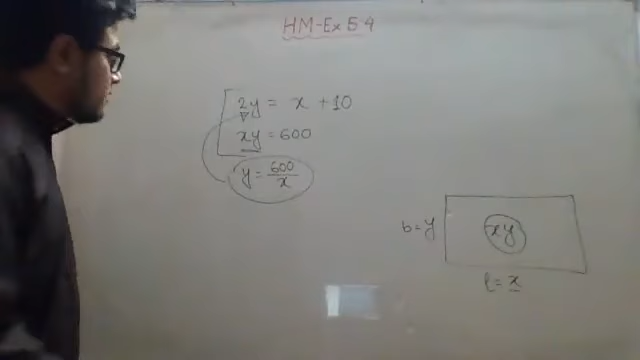 HM-Ex 5.4
2y = x + 10
xy = 600
y = 600/x
b = y
xy
l = x